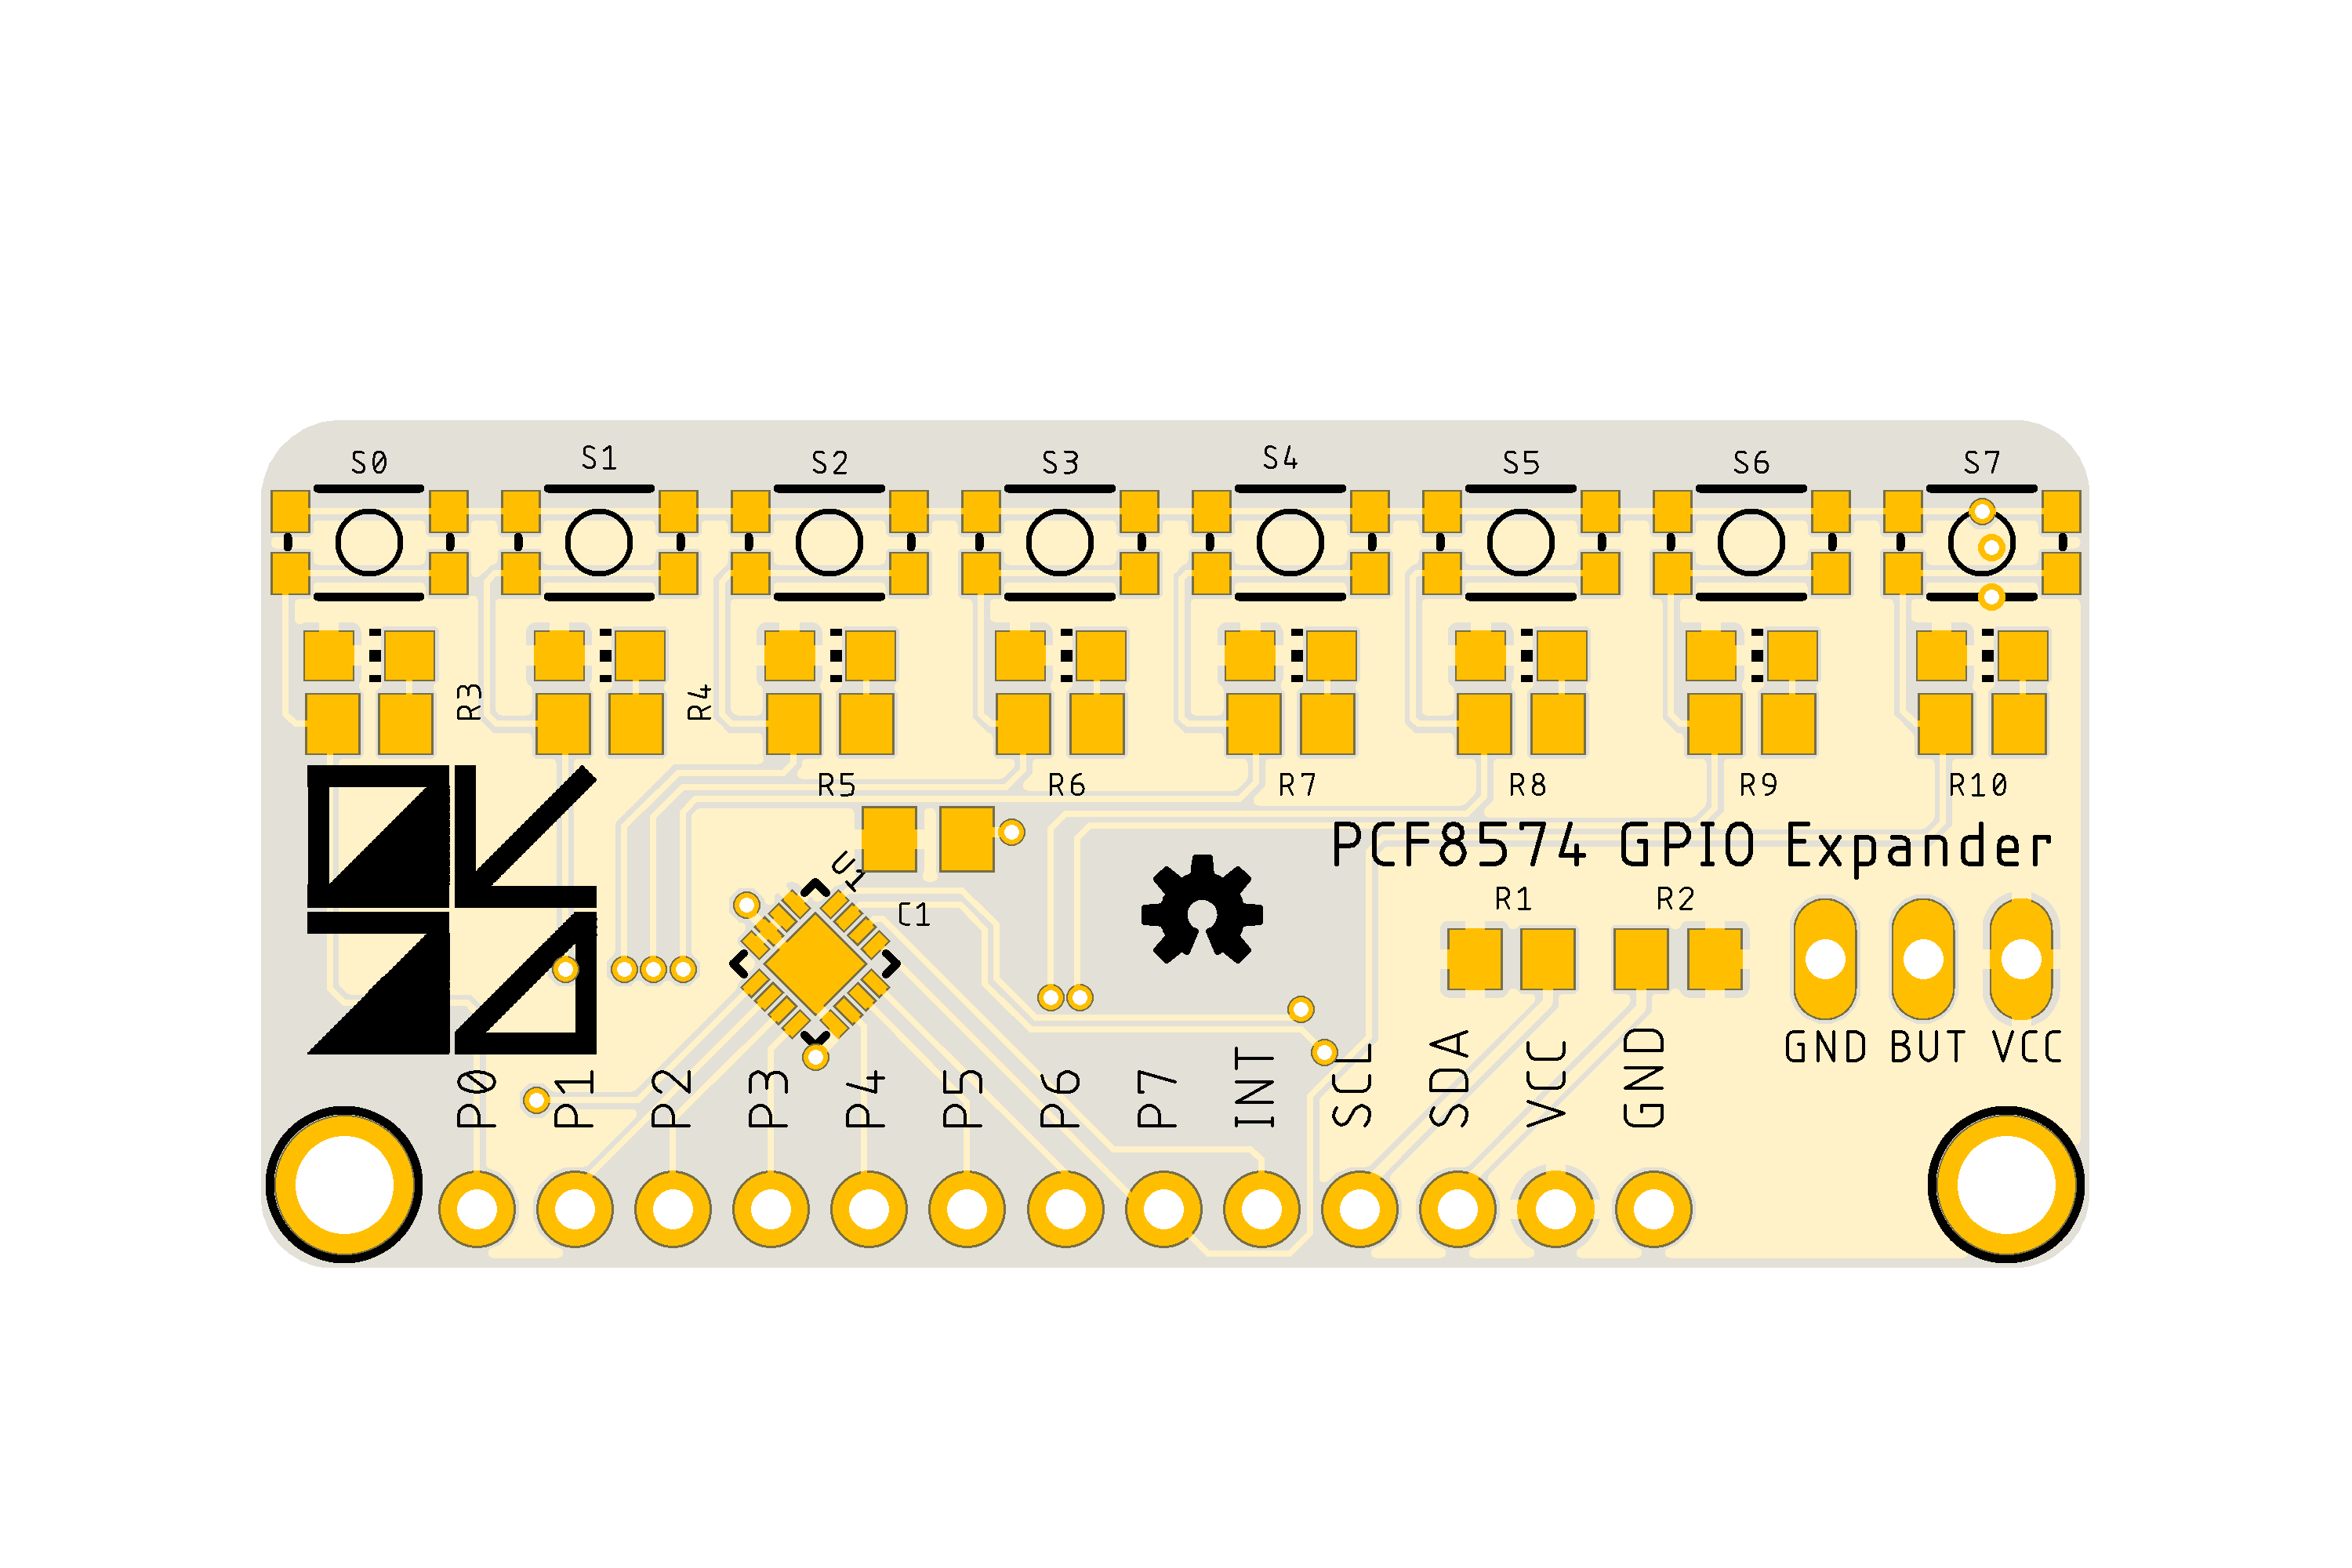 S0 S1 S2 S3 S4 S5 S6 S7
R3 R4
R5 R6 R7 R8 R9 R10
PCF8574 GPIO Expander
U1
C1
R1 R2
GND BUT VCC
P0 P1 P2 P3 P4 P5 P6 P7 INT SCL SDA VCC GND